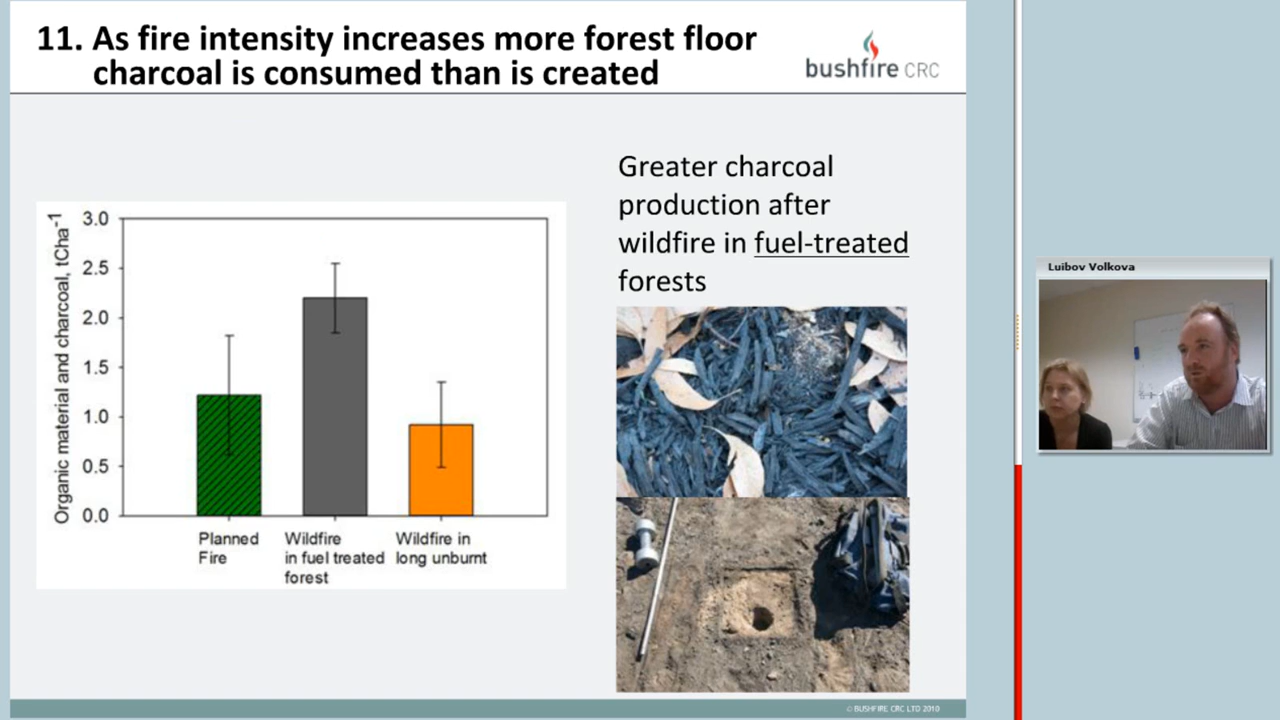 11. As fire intensity increases more forest floor
charcoal is consumed than is created
bushfire CRC
Greater charcoal
production after
wildfire in fuel-treated
forests
Organic material and charcoal, tCha-1
3.0
2.5
2.0
1.5
1.0
0.5
0.0
Planned
Fire
Wildfire
in fuel treated
forest
Wildfire in
long unburnt
Luibov Volkova
© BUSHFIRE CRC LTD 2010